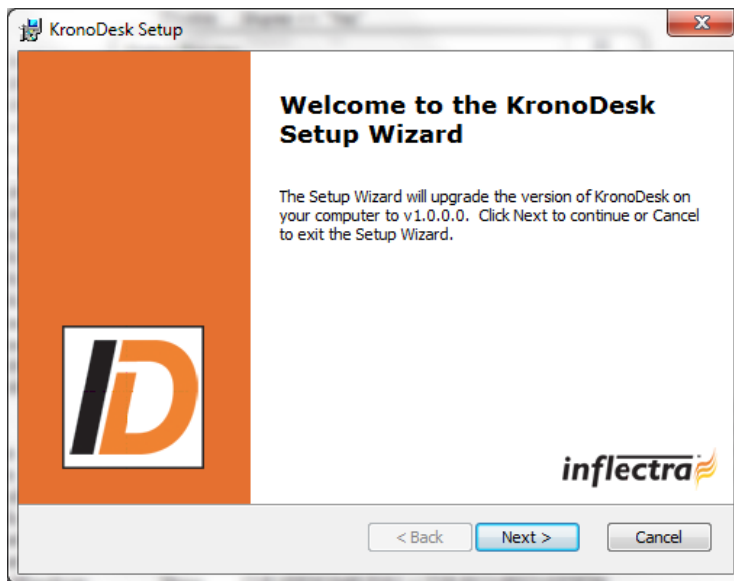 KronoDesk Setup
Welcome to the KronoDesk
Setup Wizard
The Setup Wizard will upgrade the version of KronoDesk on
your computer to v1.0.0.0. Click Next to continue or Cancel
to exit the Setup Wizard.
D
inflectra
< Back Next > Cancel